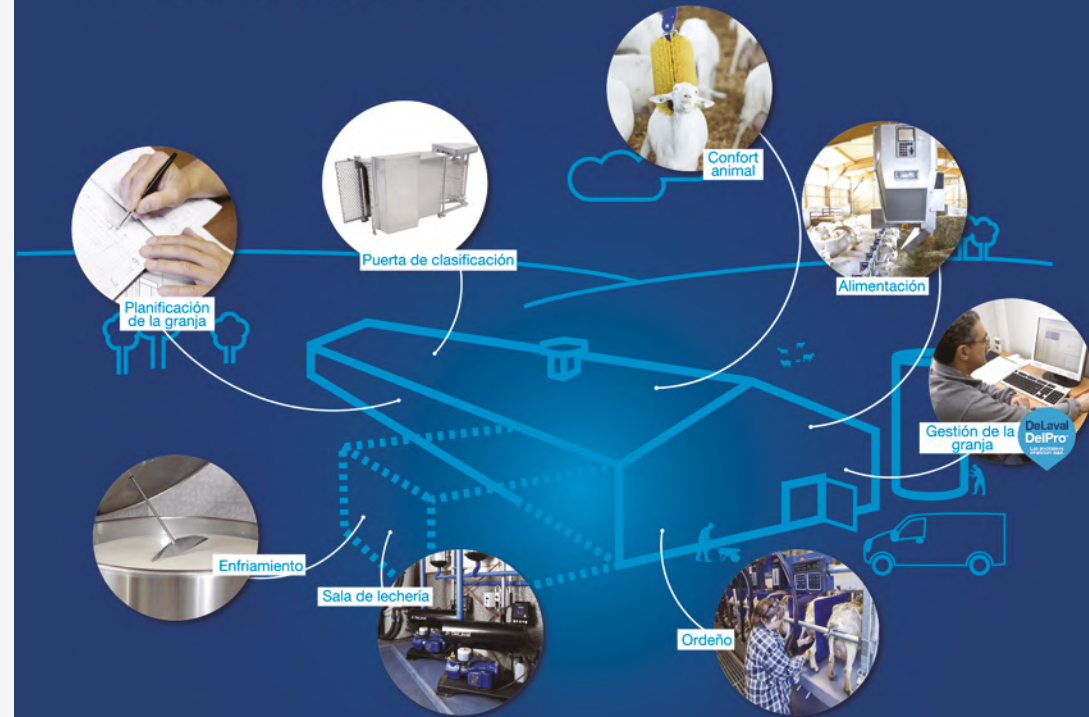 Confort
animal
Puerta de clasificación
Alimentación
Planificación
de la granja
Gestión de la
granja
DeLaval
DelPro
Enfriamiento
Sala de lechería
Ordeño